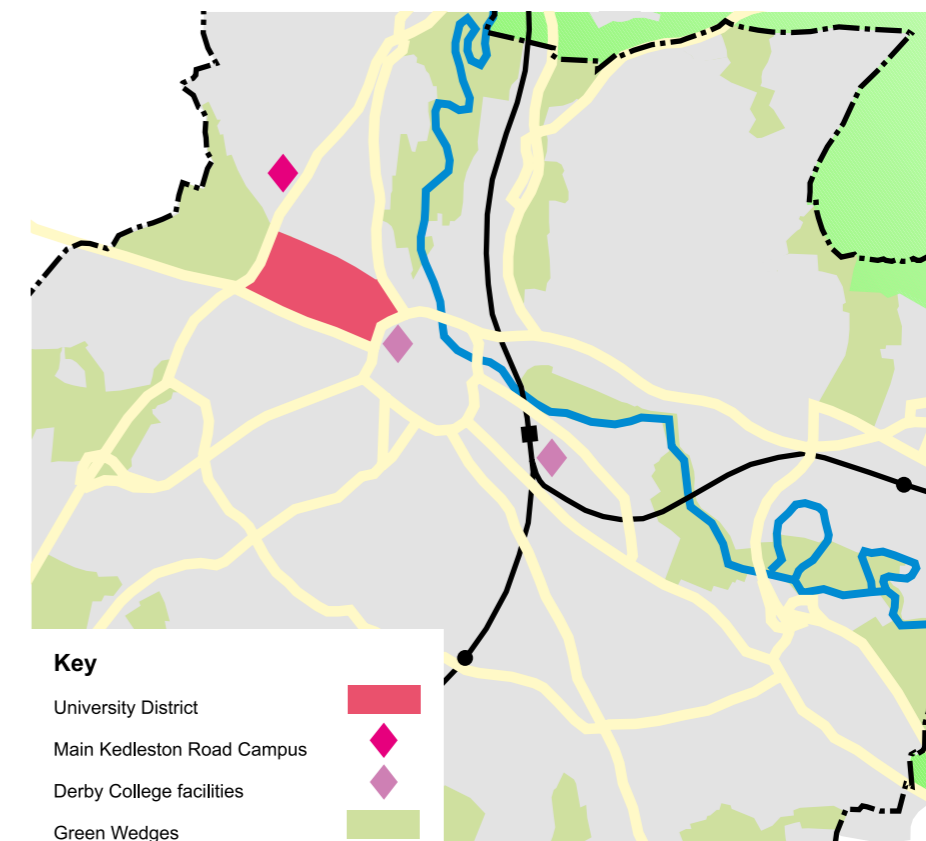 Key
University District
Main Kedleston Road Campus
Derby College facilities
Green Wedges